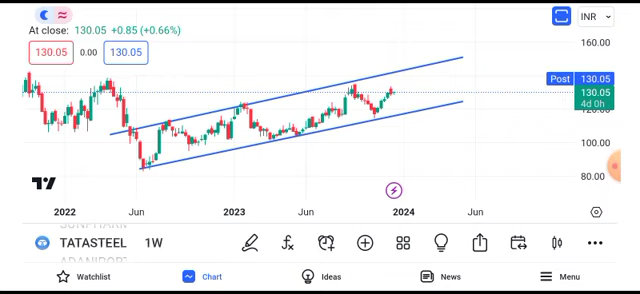 INR
At close: 130.05 +0.85 (+0.66%)
130.05 0.00 130.05
160.00
Post 130.05
130.05
4d 0h
120.00
100.00
80.00
2022 Jun 2023 Jun 2024 Jun
SUNPHARM
TATASTEEL 1W
ADANIPORT
Watchlist Chart Ideas News Menu